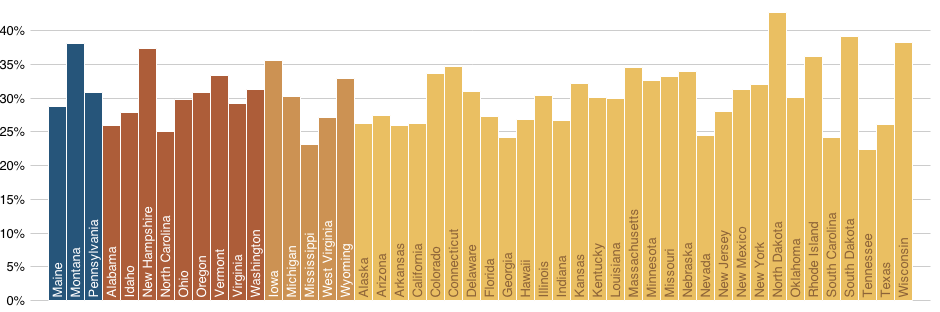 40%
35%
30%
25%
20%
15%
10%
5%
0%
Maine
Montana
Pennsylvania
Alabama
Idaho
New Hampshire
North Carolina
Ohio
Oregon
Vermont
Virginia
Washington
Iowa
Michigan
Mississippi
West Virginia
Wyoming
Alaska
Arizona
Arkansas
California
Colorado
Connecticut
Delaware
Florida
Georgia
Hawaii
Illinois
Indiana
Kansas
Kentucky
Louisiana
Massachusetts
Minnesota
Missouri
Nebraska
Nevada
New Jersey
New Mexico
New York
North Dakota
Oklahoma
Rhode Island
South Carolina
South Dakota
Tennessee
Texas
Wisconsin